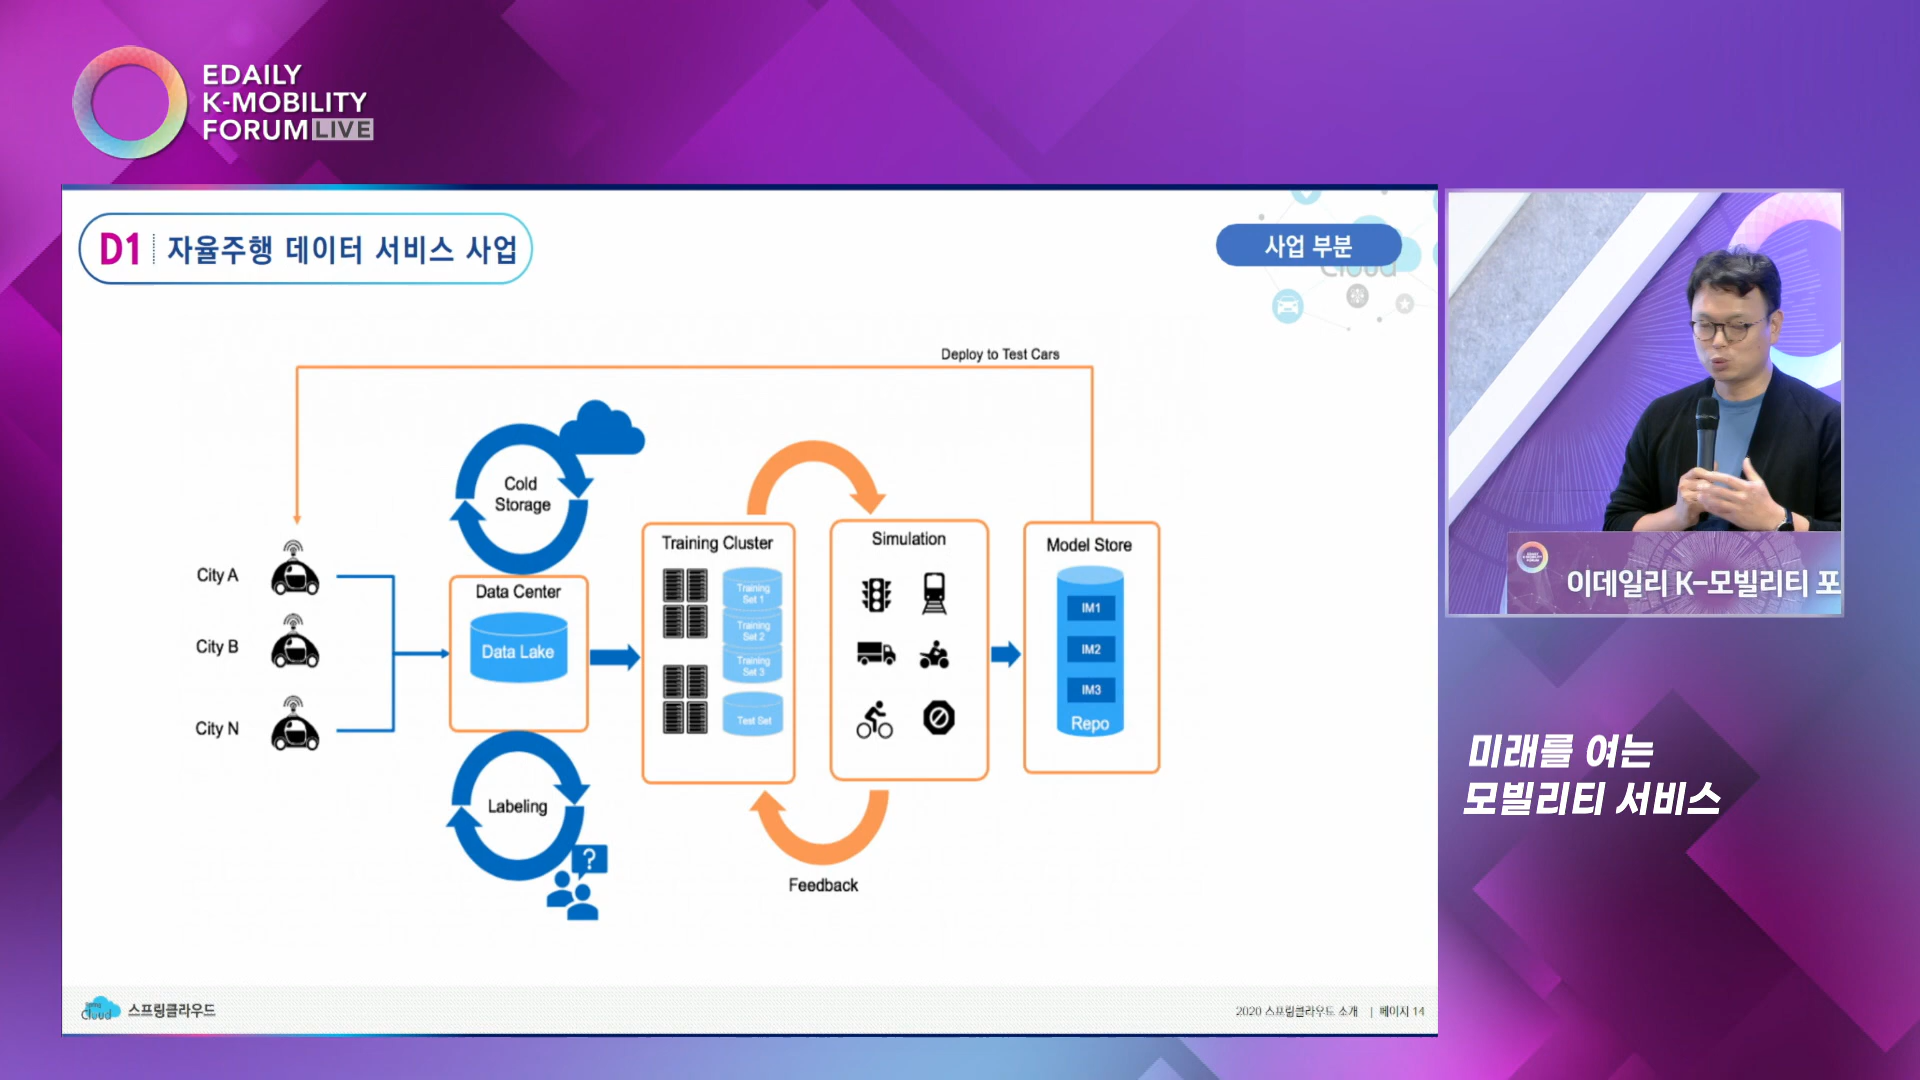 EDAILY
K-MOBILITY
FORUM LIVE
D1 자율주행 데이터 서비스 사업
사업 부분
Cloud
Deploy to Test Cars
Cold
Storage
City A
City B
City N
Data Center
Data Lake
Labeling
?
Training Cluster
Training
Set 1
Training
Set 2
Training
Set 3
Test Set
Simulation
Feedback
Model Store
IM1
IM2
IM3
Repo
Cloud 스프링클라우드
2020 스프링클라우드 소개 | 페이지 14
이데일리 K-모빌리티 포
미래를 여는
모빌리티 서비스